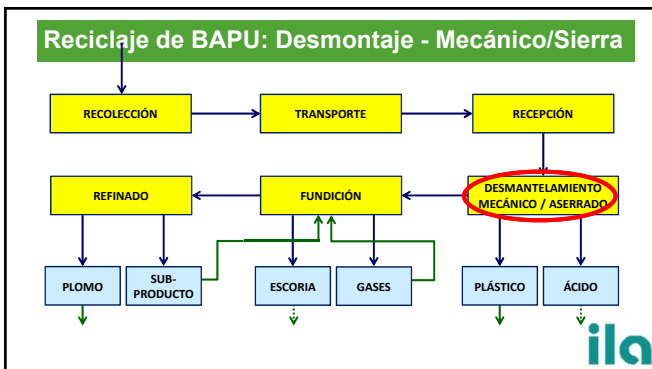 Reciclaje de BAPU: Desmontaje - Mecánico/Sierra
RECOLECCIÓN
TRANSPORTE
RECEPCIÓN
REFINADO
FUNDICIÓN
DESMANTELAMIENTO
MECÁNICO / ASERRADO
PLOMO
SUB-
PRODUCTO
ESCORIA
GASES
PLÁSTICO
ÁCIDO
ila